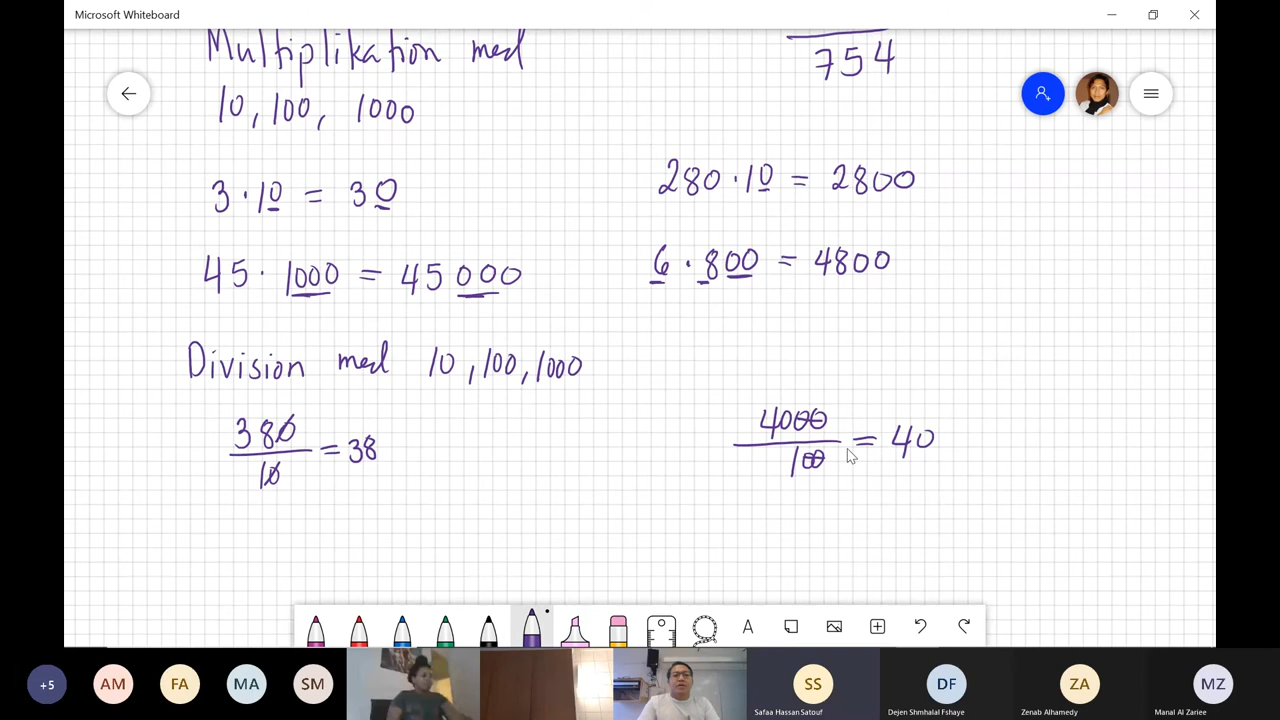 Microsoft Whiteboard
Multiplikation med
10, 100, 1000
754
3 · 10 = 30
280 · 10 = 2800
45 · 1000 = 45 000
6 · 800 = 4800
Division med 10, 100, 1000
380
10
= 38
4000
100
= 40
A
+5
AM
FA
MA
SM
SS
Safaa Hassan Satouf
DF
Dejen Shmhalal Fshaye
ZA
Zenab Alhamedy
MZ
Manal Al Zariee